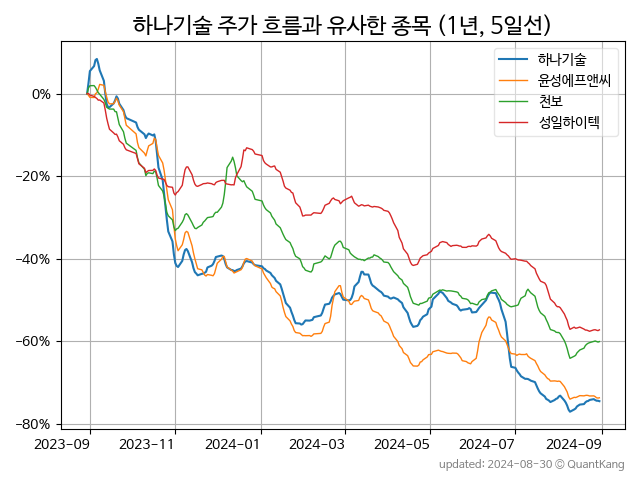 하나기술 주가 흐름과 유사한 종목 (1년, 5일선)
하나기술
윤성에프앤씨
천보
성일하이텍
0%
−20%
−40%
−60%
−80%
2023-09 2023-11 2024-01 2024-03 2024-05 2024-07 2024-09
updated: 2024-08-30 © QuantKang